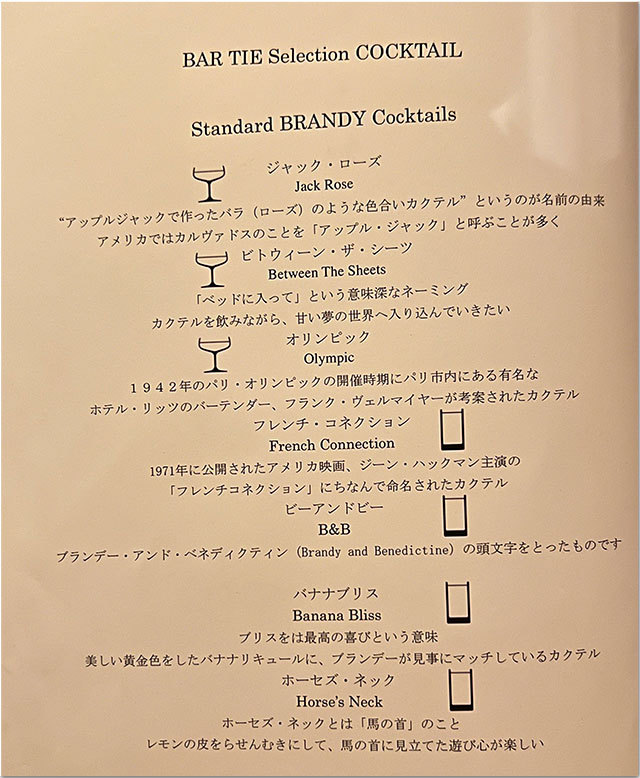 BAR TIE Selection COCKTAIL
Standard BRANDY Cocktails
ジャック・ローズ
Jack Rose
“アップルジャックで作ったバラ（ローズ）のような色合いカクテル” というのが名前の由来
アメリカではカルヴァドスのことを「アップル・ジャック」と呼ぶことが多く
ビトウィーン・ザ・シーツ
Between The Sheets
「ベッドに入って」という意味深なネーミング
カクテルを飲みながら、甘い夢の世界へ入り込んでいきたい
オリンピック
Olympic
１９４２年のパリ・オリンピックの開催時期にパリ市内にある有名な
ホテル・リッツのバーテンダー、フランク・ヴェルマイヤーが考案されたカクテル
フレンチ・コネクション
French Connection
1971年に公開されたアメリカ映画、ジーン・ハックマン主演の
「フレンチコネクション」にちなんで命名されたカクテル
ビーアンドビー
B&B
ブランデー・アンド・ベネディクティン（Brandy and Benedictine）の頭文字をとったものです
バナナブリス
Banana Bliss
ブリスをは最高の喜びという意味
美しい黄金色をしたバナナリキュールに、ブランデーが見事にマッチしているカクテル
ホーセズ・ネック
Horse's Neck
ホーセズ・ネックとは「馬の首」のこと
レモンの皮をらせんむきにして、馬の首に見立てた遊び心が楽しい